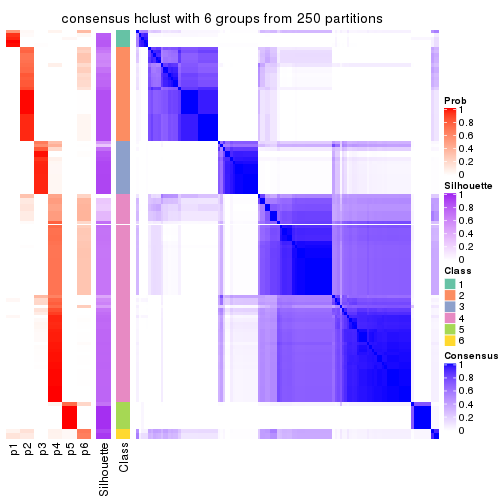 consensus hclust with 6 groups from 250 partitions
Prob
1
0.8
0.6
0.4
0.2
0
Silhouette
1
0.8
0.6
0.4
0.2
0
Class
1
2
3
4
5
6
Consensus
1
0.8
0.6
0.4
0.2
0
p1
p2
p3
p4
p5
p6
Silhouette
Class